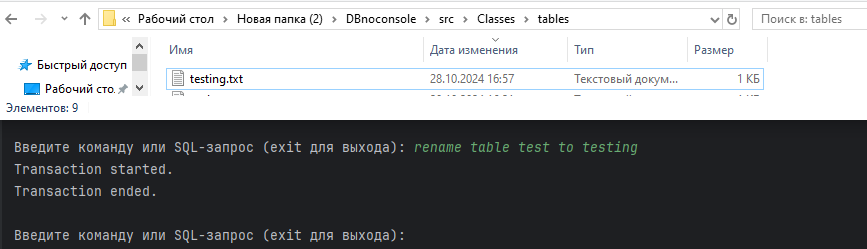 « Рабочий стол › Новая папка (2) › DBnoconsole › src › Classes › tables
Поиск в: tables
Имя Дата изменения Тип Размер
Быстрый доступ
testing.txt 28.10.2024 16:57 Текстовый докум... 1 КБ
Рабочий стол
Элементов: 9
Введите команду или SQL-запрос (exit для выхода): rename table test to testing
Transaction started.
Transaction ended.
Введите команду или SQL-запрос (exit для выхода):